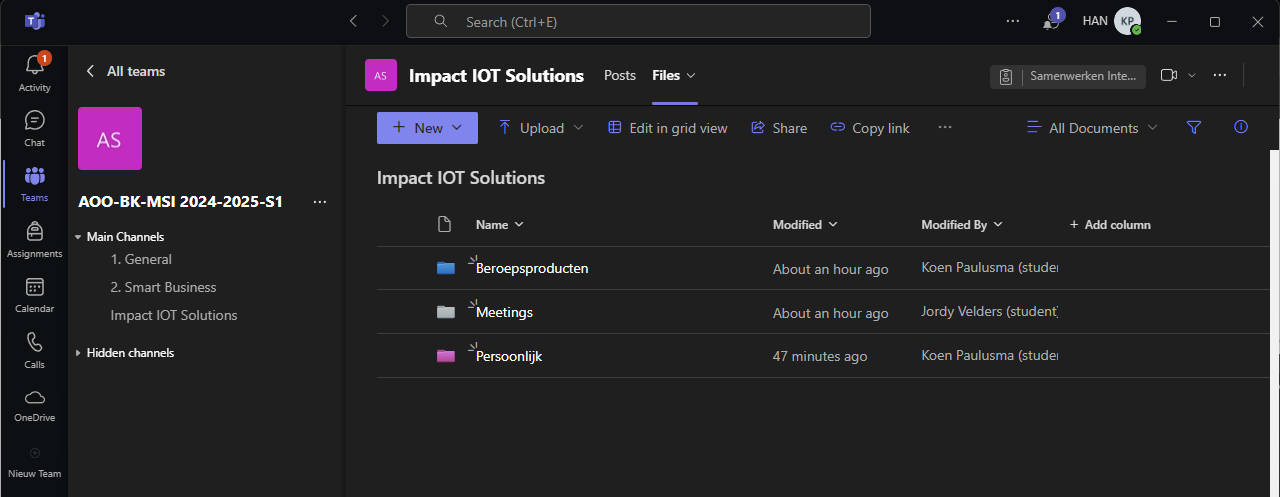 Search (Ctrl+E)
1
HAN
KP
1
Activity
Chat
Teams
Assignments
Calendar
Calls
OneDrive
Nieuw Team
All teams
AS
AOO-BK-MSI 2024-2025-S1
Main Channels
1. General
2. Smart Business
Impact IOT Solutions
Hidden channels
AS
Impact IOT Solutions
Posts
Files
Samenwerken Inte...
New
Upload
Edit in grid view
Share
Copy link
All Documents
Impact IOT Solutions
Name
Modified
Modified By
+ Add column
Beroepsproducten
About an hour ago
Koen Paulusma (studer
Meetings
About an hour ago
Jordy Velders (student)
Persoonlijk
47 minutes ago
Koen Paulusma (studer